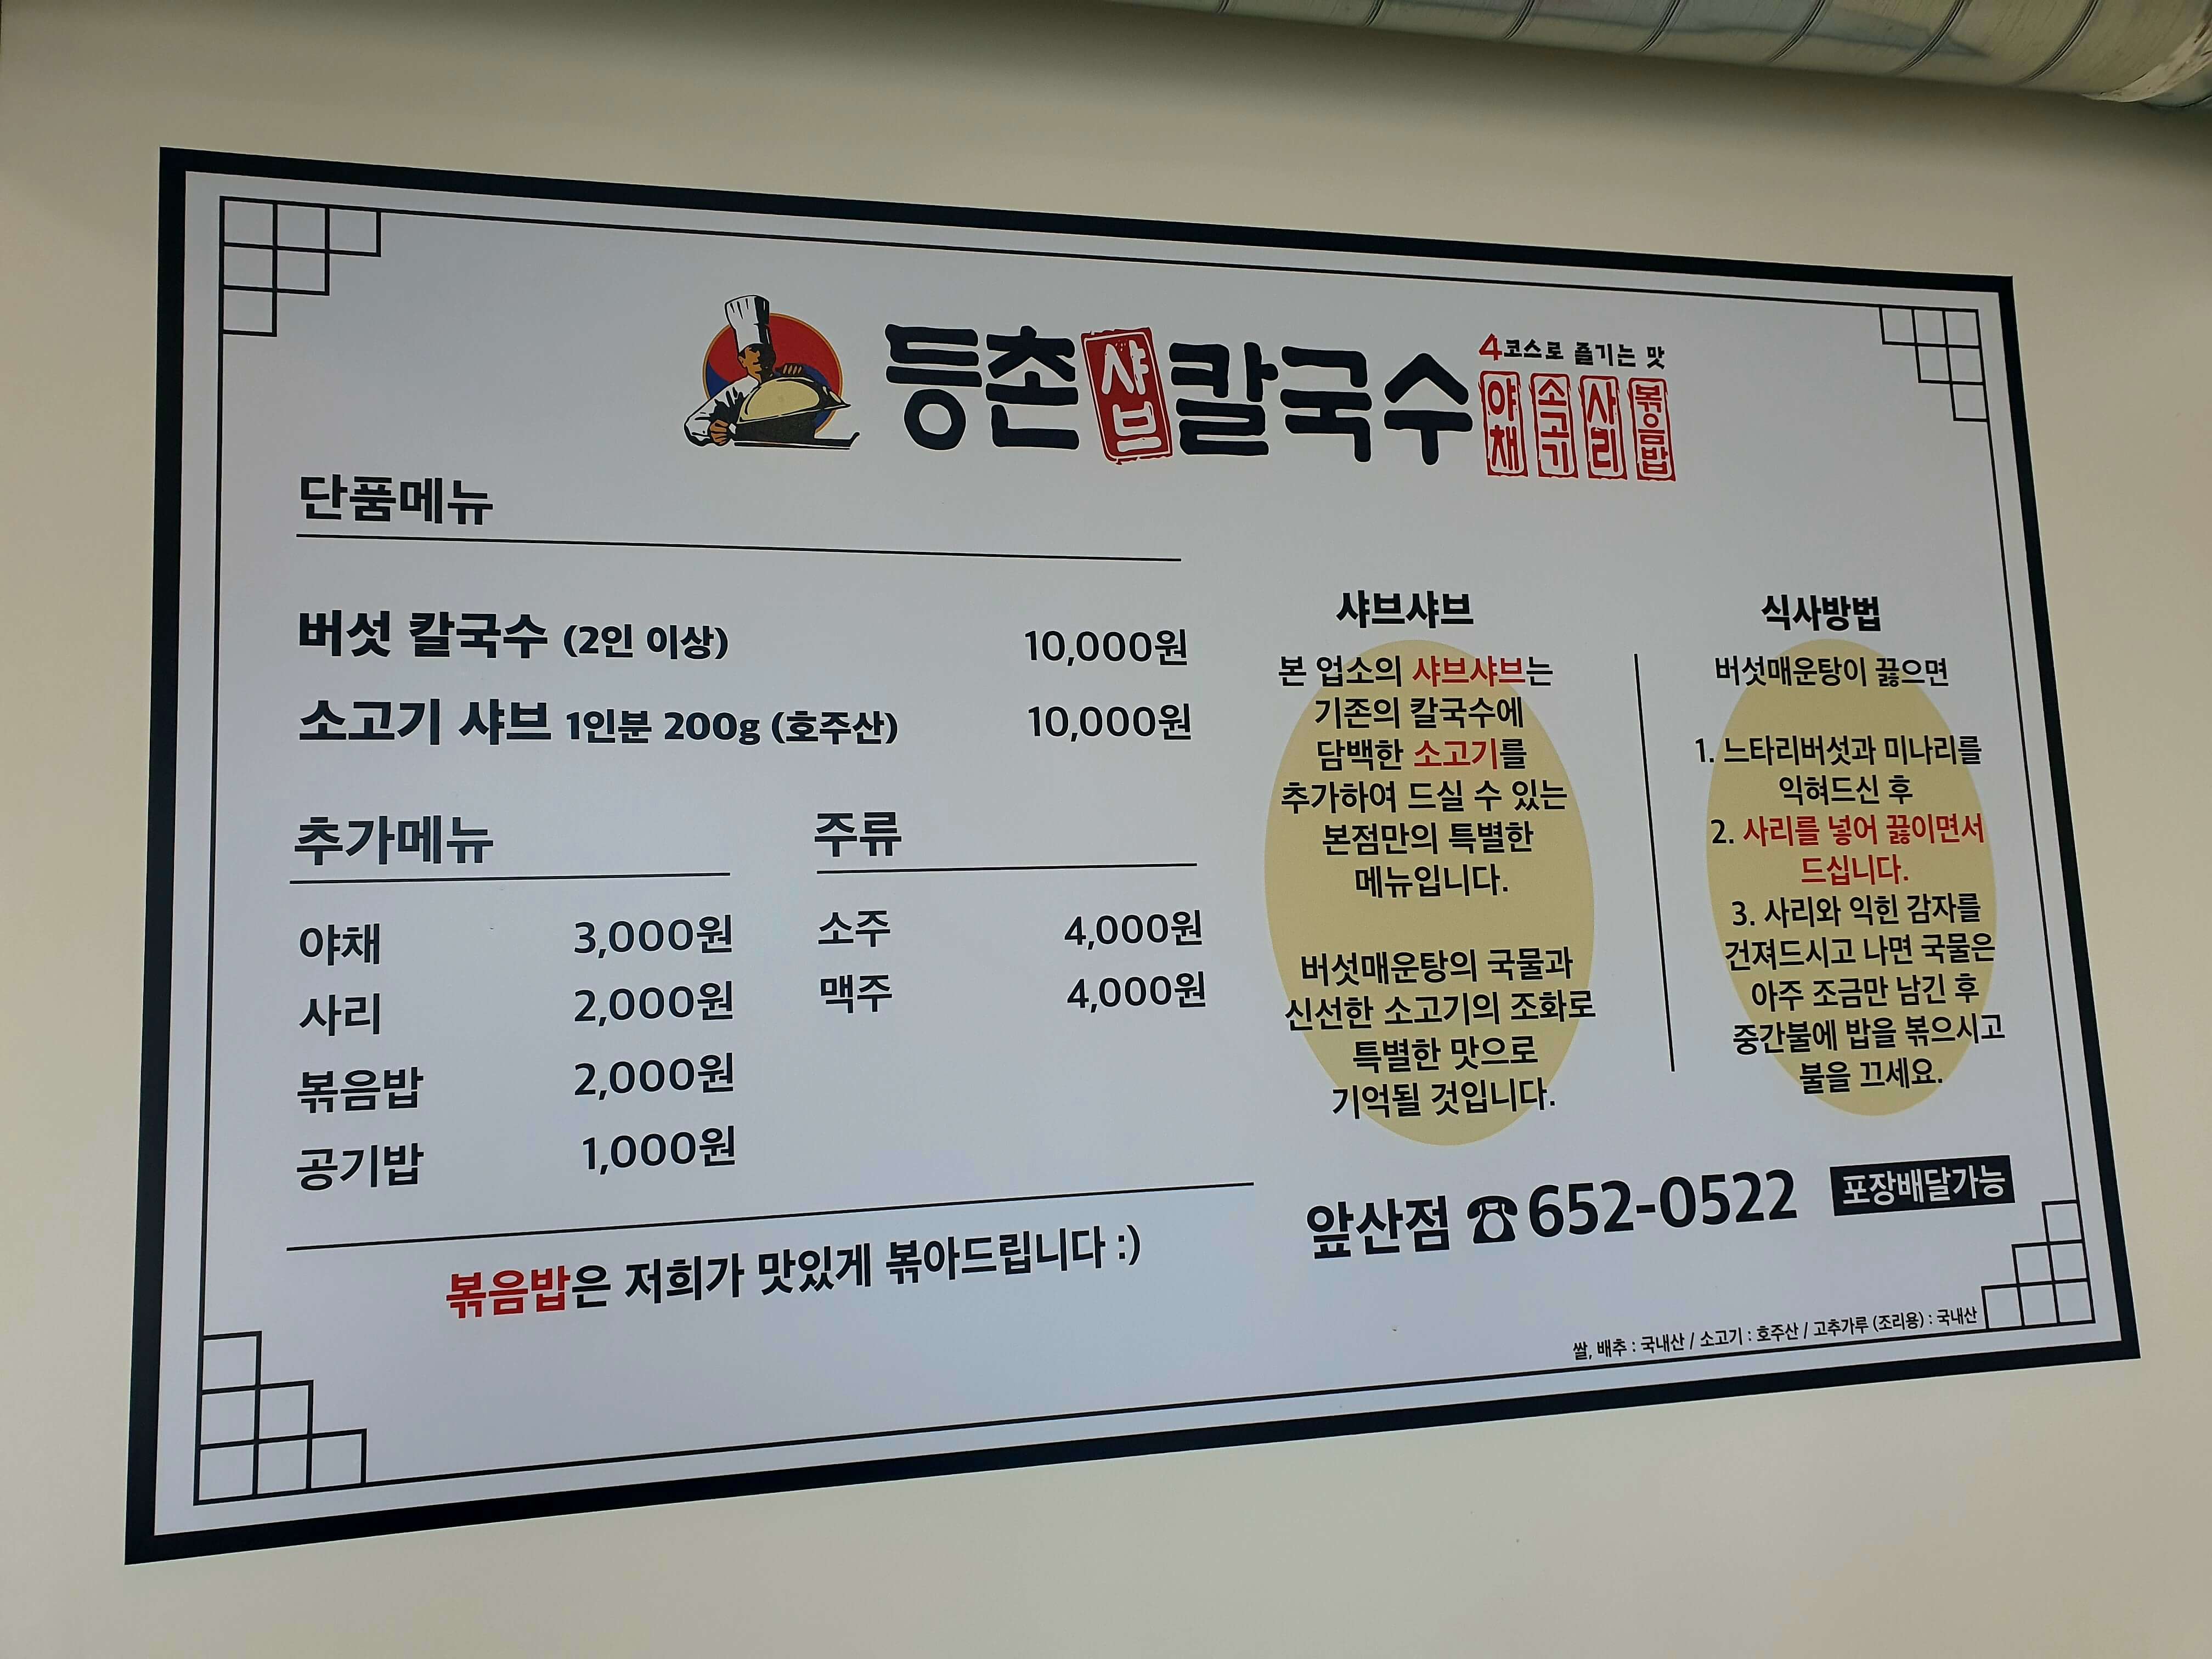 등촌샤브칼국수
4코스로 즐기는 맛
야채 소고기 사리 볶음밥
단품메뉴
버섯 칼국수 (2인 이상) 10,000원
소고기 샤브 1인분 200g (호주산) 10,000원
추가메뉴
야채 3,000원
사리 2,000원
볶음밥 2,000원
공기밥 1,000원
주류
소주 4,000원
맥주 4,000원
볶음밥은 저희가 맛있게 볶아드립니다 :)
샤브샤브
본 업소의 샤브샤브는
기존의 칼국수에
담백한 소고기를
추가하여 드실 수 있는
본점만의 특별한
메뉴입니다.
버섯매운탕의 국물과
신선한 소고기의 조화로
특별한 맛으로
기억될 것입니다.
식사방법
버섯매운탕이 끓으면
1. 느타리버섯과 미나리를
익혀드신 후
2. 사리를 넣어 끓이면서
드십니다.
3. 사리와 익힌 감자를
건져드시고 나면 국물은
아주 조금만 남긴 후
중간불에 밥을 볶으시고
불을 끄세요.
앞산점 ☎652-0522 포장배달가능
쌀, 배추 : 국내산 / 소고기 : 호주산 / 고추가루 (조리용) : 국내산